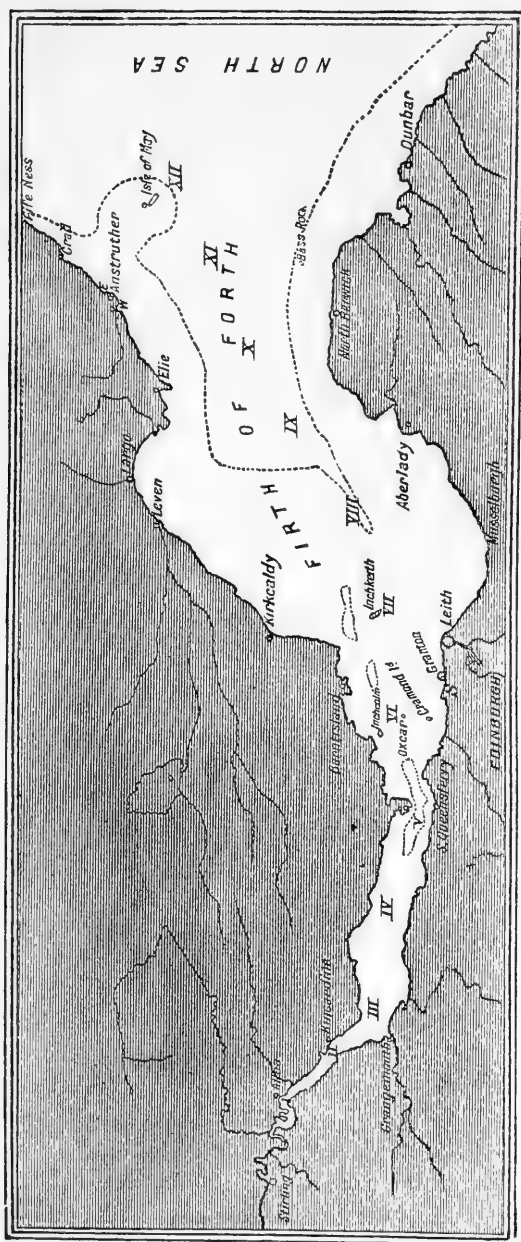 NORTH SEA
Fife Ness
Crail
Anstruther
E
W
Isle of May
XII
Elie
Largo
Leven
Kirkcaldy
FIRTH OF FORTH
XI
X
IX
VIII
Bass Rock
Dunbar
North Berwick
Aberlady
Musselburgh
Inchkeith
VII
Leith
Granton
Cramond Id.
EDINBURGH
Burntisland
Inchcolm
VI
Oxcar
S. Queensferry
V
IV
III
Kincardine
II
Grangemouth
Alloa
Stirling